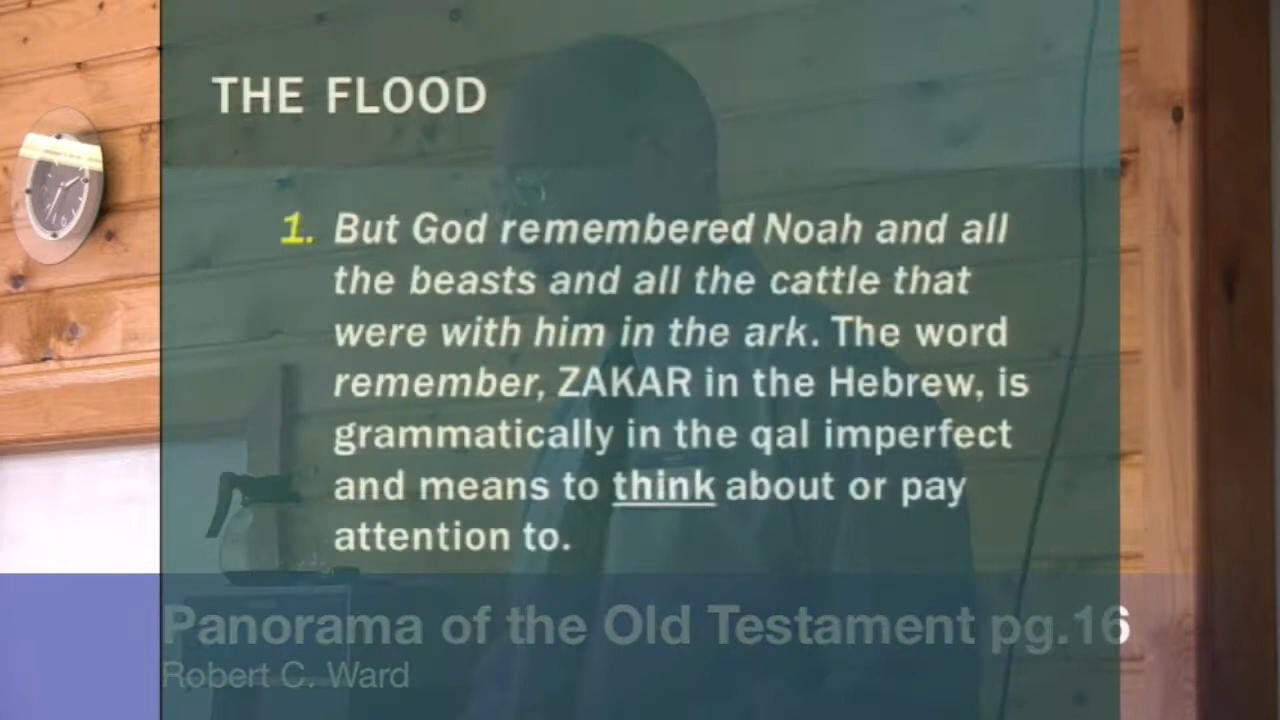 THE FLOOD
1. But God remembered Noah and all
the beasts and all the cattle that
were with him in the ark. The word
remember, ZAKAR in the Hebrew, is
grammatically in the qal imperfect
and means to think about or pay
attention to.
Panorama of the Old Testament pg.16
Robert C. Ward